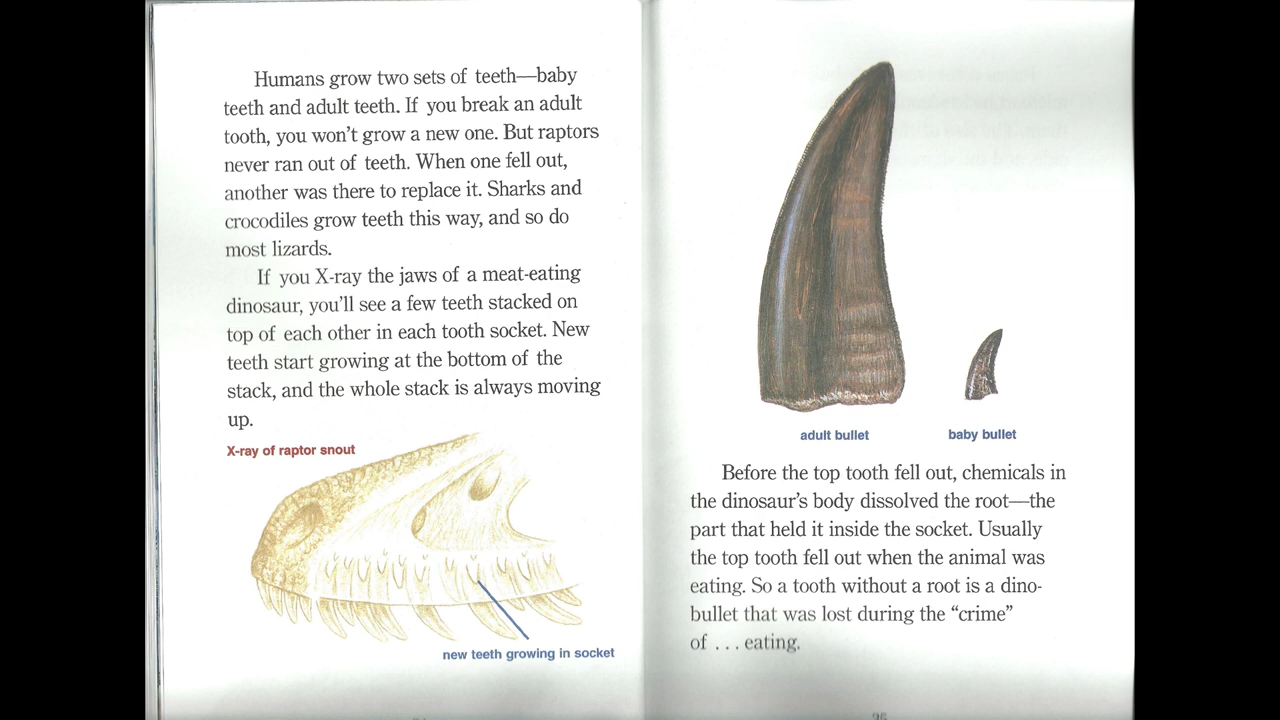 Humans grow two sets of teeth—baby
teeth and adult teeth. If you break an adult
tooth, you won't grow a new one. But raptors
never ran out of teeth. When one fell out,
another was there to replace it. Sharks and
crocodiles grow teeth this way, and so do
most lizards.
If you X-ray the jaws of a meat-eating
dinosaur, you'll see a few teeth stacked on
top of each other in each tooth socket. New
teeth start growing at the bottom of the
stack, and the whole stack is always moving
up.
X-ray of raptor snout
new teeth growing in socket
adult bullet
baby bullet
Before the top tooth fell out, chemicals in
the dinosaur's body dissolved the root—the
part that held it inside the socket. Usually
the top tooth fell out when the animal was
eating. So a tooth without a root is a dino-
bullet that was lost during the “crime”
of . . . eating.